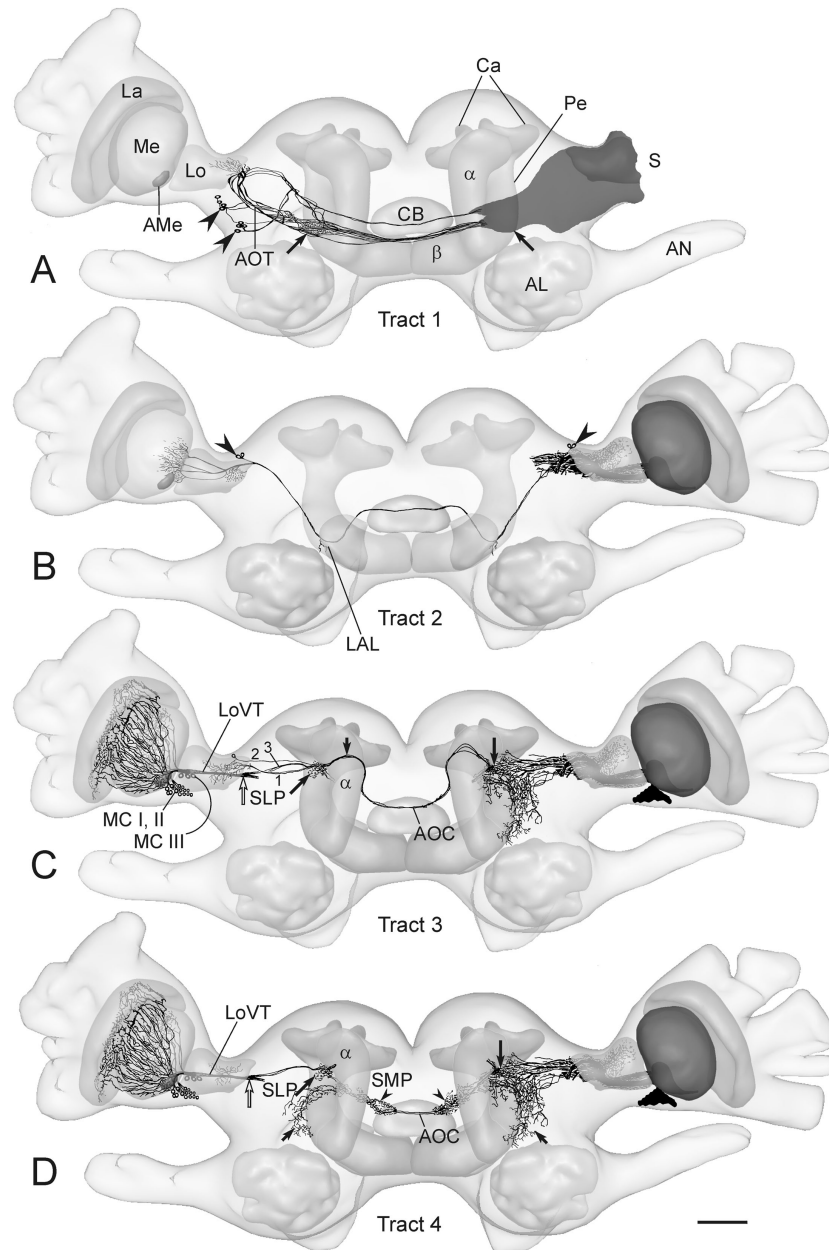 Ca
La
Pe
Me
α
S
Lo
CB
AMe
AOT
β
AN
AL
A
Tract 1
B
Tract 2
LAL
LoVT
2 3
α
1
SLP
MC I, II
AOC
MC III
C
Tract 3
LoVT
α
SMP
SLP
AOC
D
Tract 4